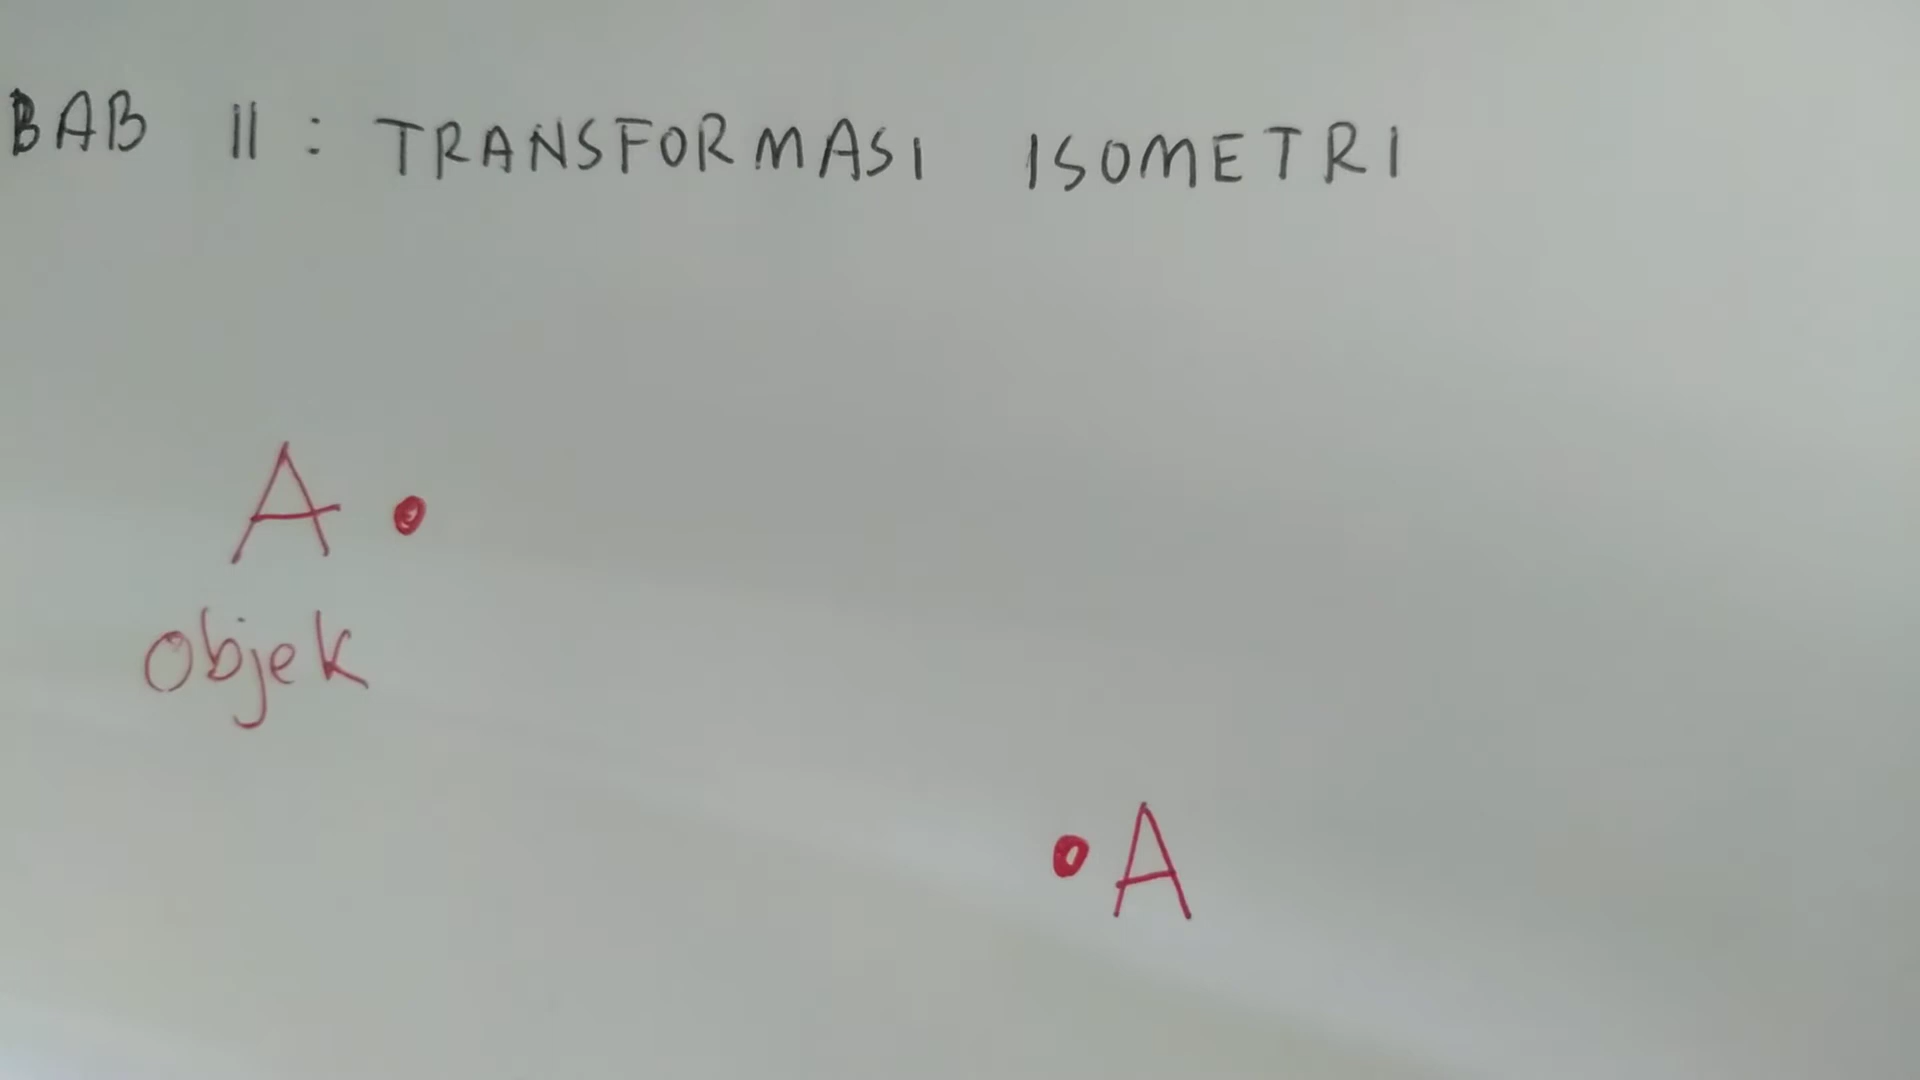 BAB II : TRANSFORMASI ISOMETRI
A
Objek
A